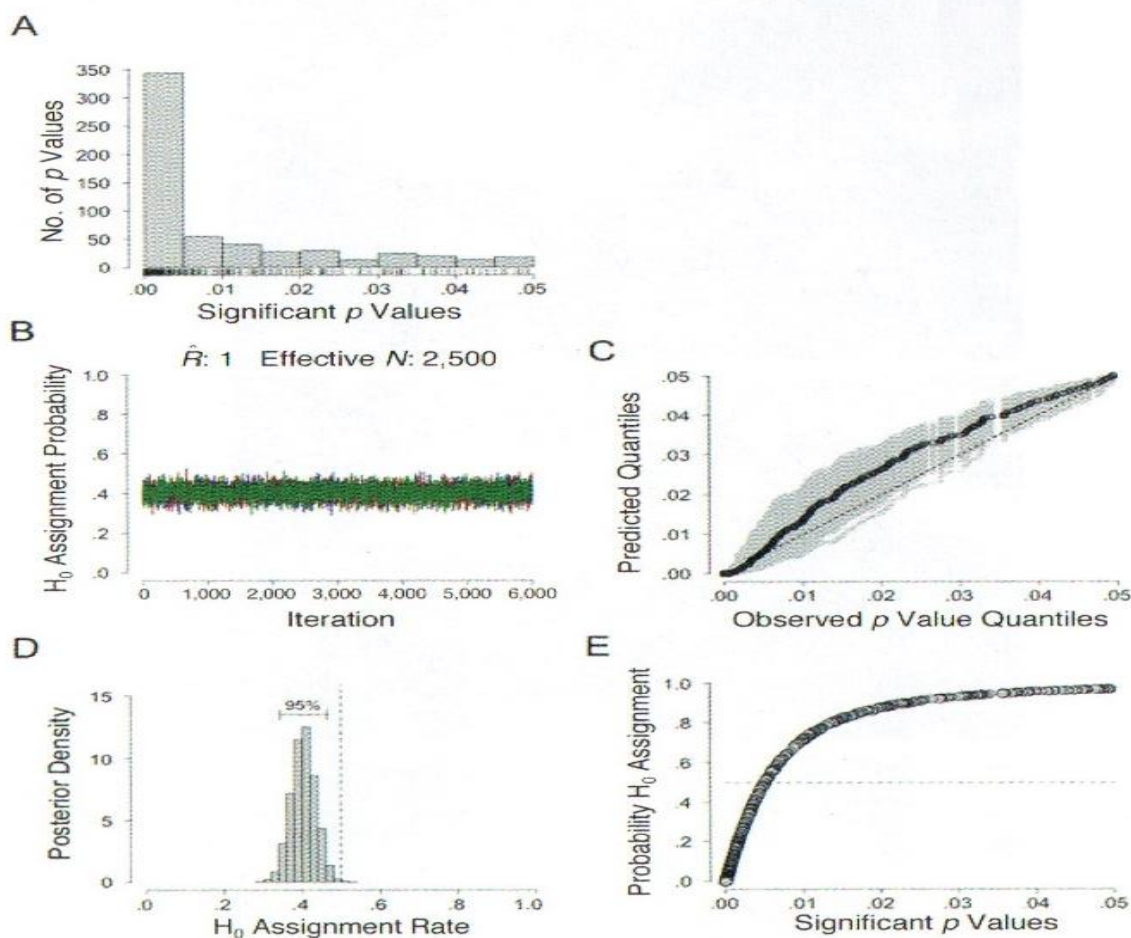 A
350
300
250
200
150
100
50
0
No. of p Values
.00 .01 .02 .03 .04 .05
Significant p Values
B
R̂: 1 Effective N: 2,500
1.0
.8
.6
.4
.2
.0
H₀ Assignment Probability
0 1,000 2,000 3,000 4,000 5,000 6,000
Iteration
C
.05
.04
.03
.02
.01
.00
Predicted Quantiles
.00 .01 .02 .03 .04 .05
Observed p Value Quantiles
D
15
10
5
0
Posterior Density
95%
.0 .2 .4 .6 .8 1.0
H₀ Assignment Rate
E
1.0
.8
.6
.4
.2
.0
Probability H₀ Assignment
.00 .01 .02 .03 .04 .05
Significant p Values